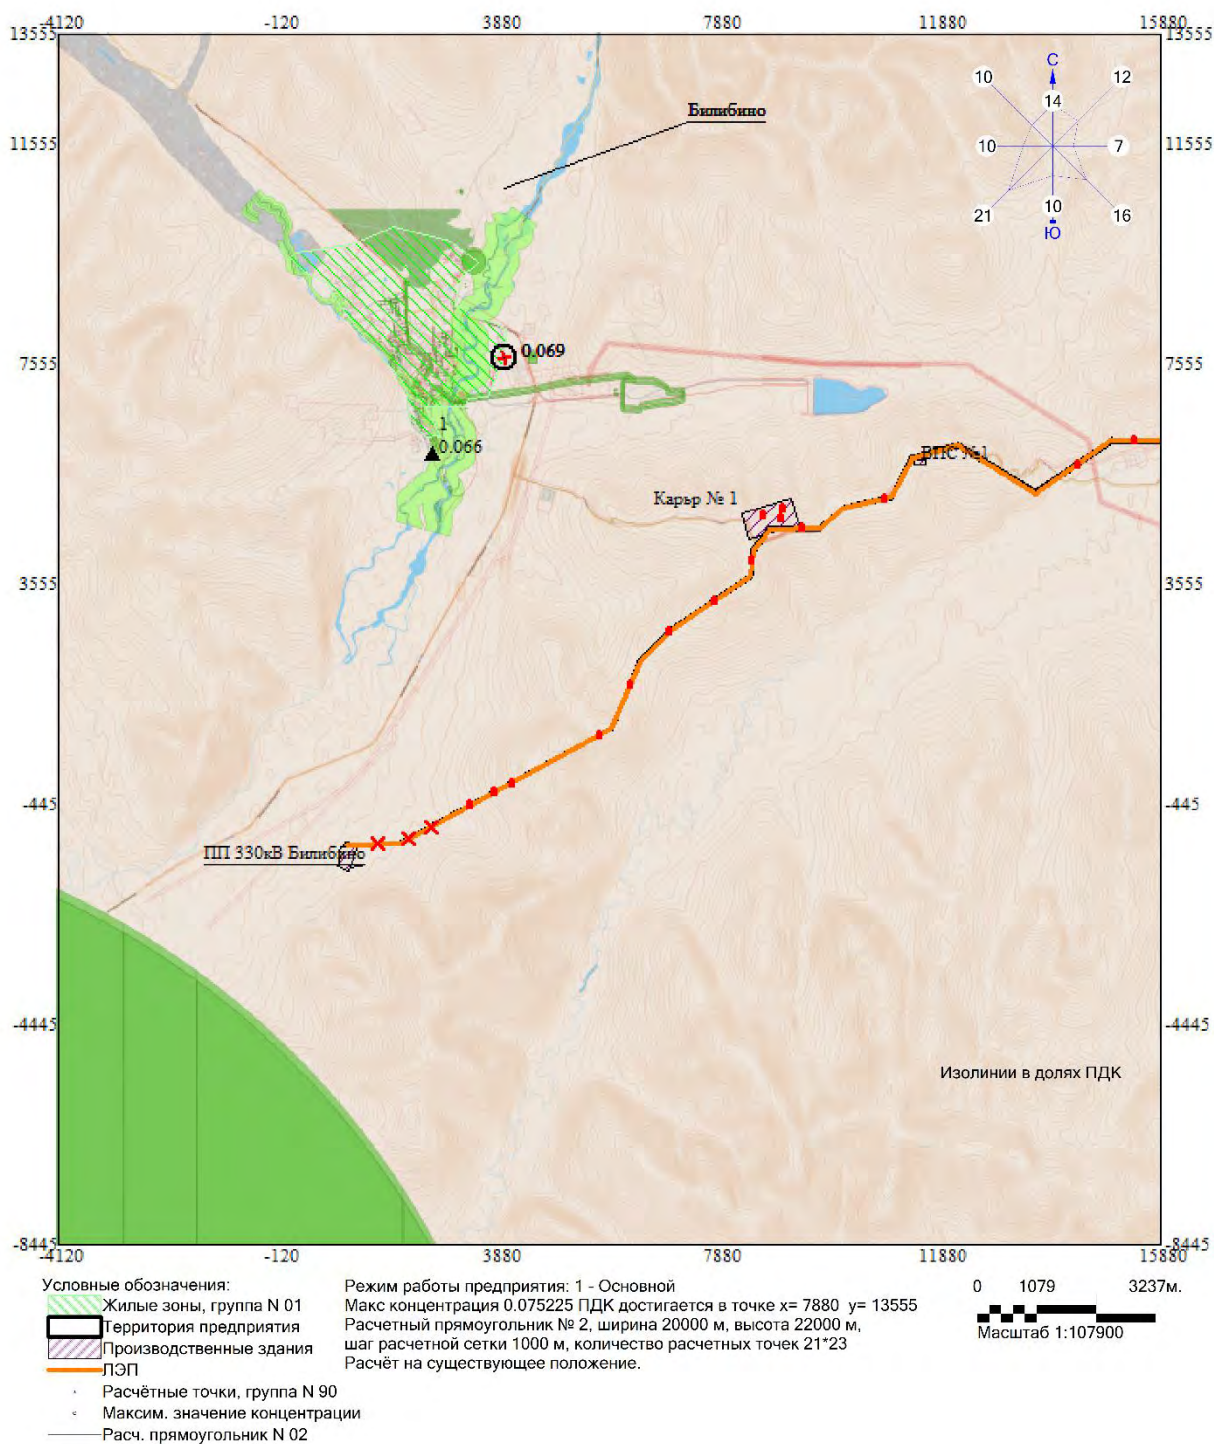 -4120 -120 3880 7880 11880 15880
13555 13555
С
10 12
14
Билибино
11555 11555
10 7
10
21 16
Ю
0.069
7555 7555
1
0.066
ВПС №1
Карьр № 1
3555 3555
-445 -445
ПП 330кВ Билибино
-4445 -4445
Изолинии в долях ПДК
-8445 -8445
-4120 -120 3880 7880 11880 15880
Условные обозначения:
Жилые зоны, группа N 01
Территория предприятия
Производственные здания
ЛЭП
Расчётные точки, группа N 90
Максим. значение концентрации
Расч. прямоугольник N 02
Режим работы предприятия: 1 - Основной
Макс концентрация 0.075225 ПДК достигается в точке x= 7880 y= 13555
Расчетный прямоугольник № 2, ширина 20000 м, высота 22000 м,
шаг расчетной сетки 1000 м, количество расчетных точек 21*23
Расчёт на существующее положение.
0 1079 3237м.
Масштаб 1:107900